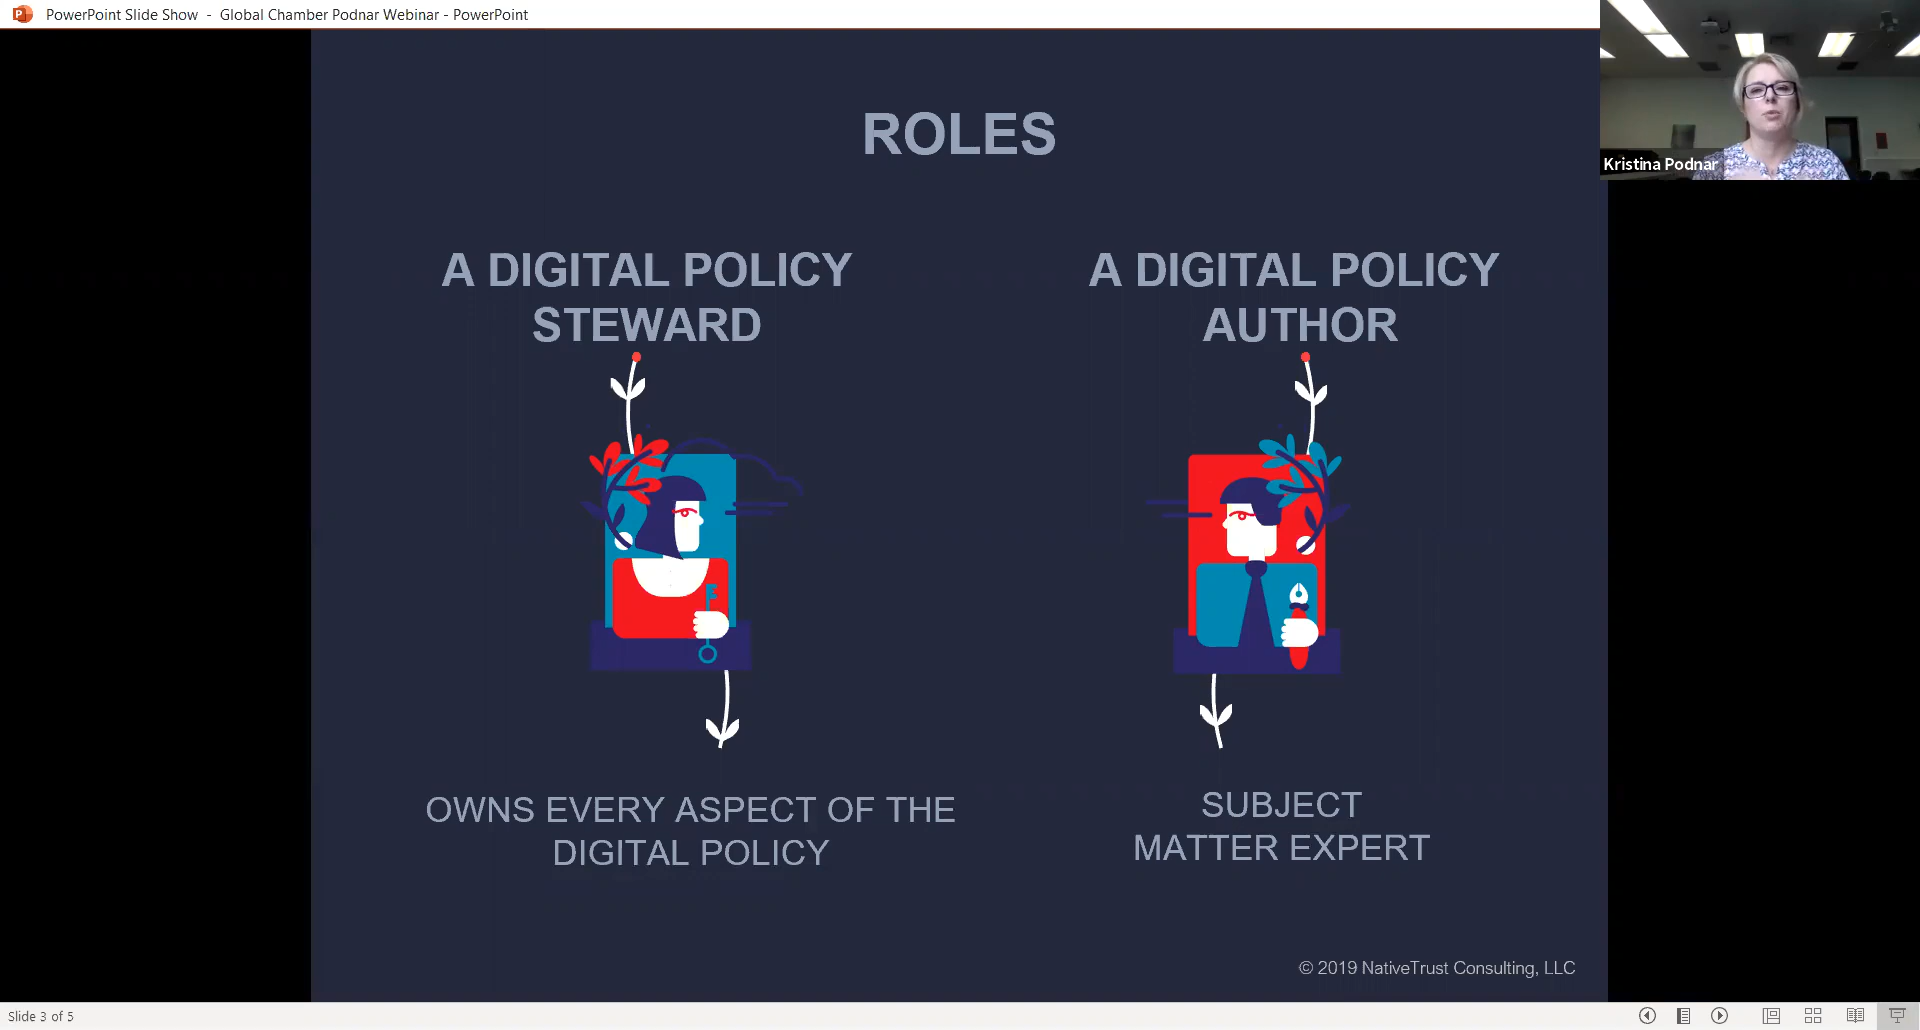 PowerPoint Slide Show - Global Chamber Podnar Webinar - PowerPoint
Kristina Podnar
ROLES
A DIGITAL POLICY
STEWARD
A DIGITAL POLICY
AUTHOR
OWNS EVERY ASPECT OF THE
DIGITAL POLICY
SUBJECT
MATTER EXPERT
© 2019 NativeTrust Consulting, LLC
Slide 3 of 5